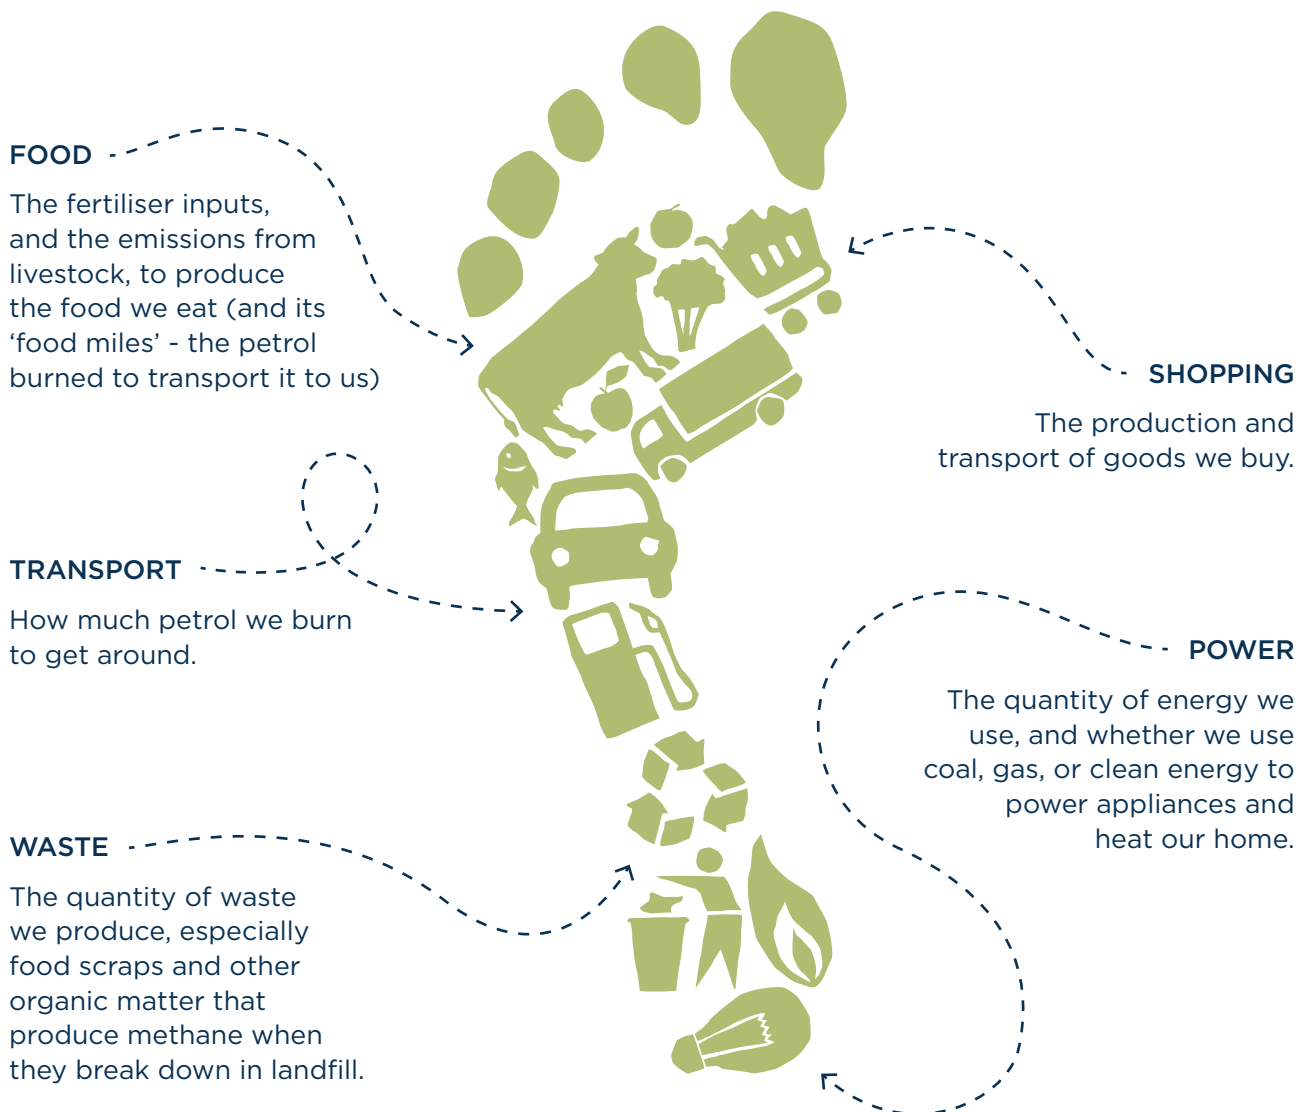 FOOD
The fertiliser inputs,
and the emissions from
livestock, to produce
the food we eat (and its
‘food miles’ - the petrol
burned to transport it to us)
SHOPPING
The production and
transport of goods we buy.
TRANSPORT
How much petrol we burn
to get around.
POWER
The quantity of energy we
use, and whether we use
coal, gas, or clean energy to
power appliances and
heat our home.
WASTE
The quantity of waste
we produce, especially
food scraps and other
organic matter that
produce methane when
they break down in landfill.